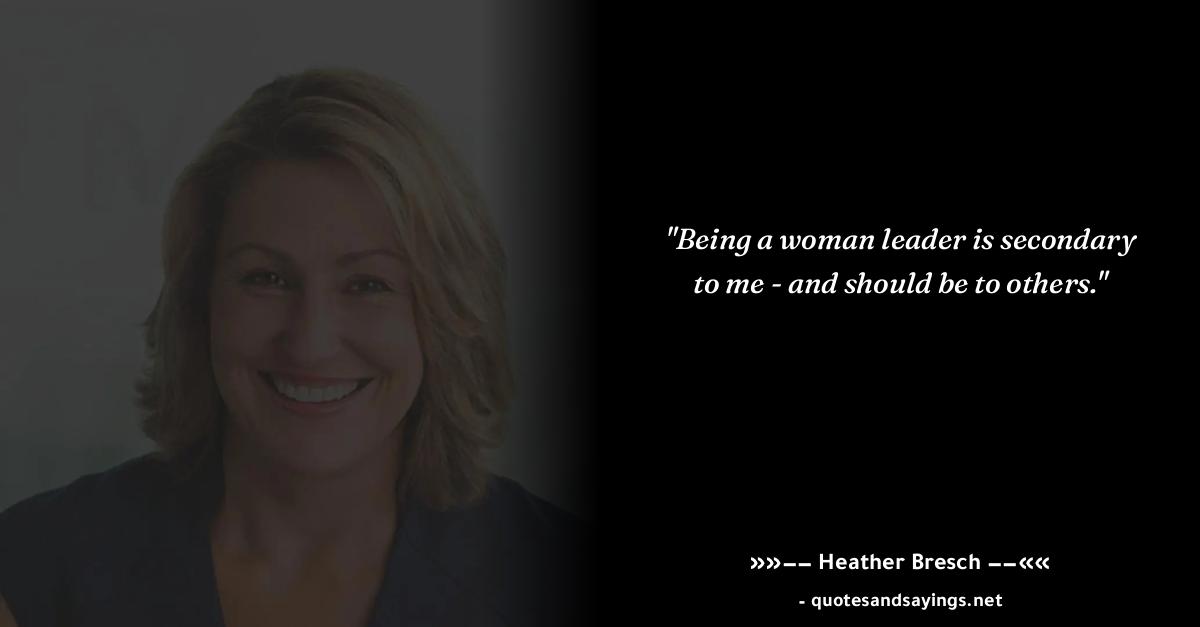 "Being a woman leader is secondary
to me - and should be to others."
»»–– Heather Bresch ––««
- quotesandsayings.net